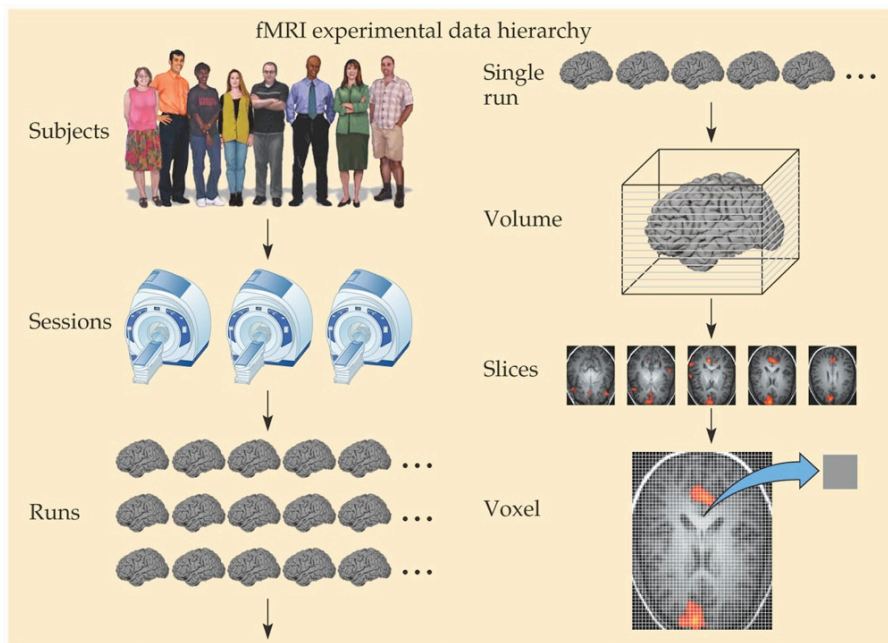 fMRI experimental data hierarchy
Subjects
Sessions
Runs
Single
run
Volume
Slices
Voxel